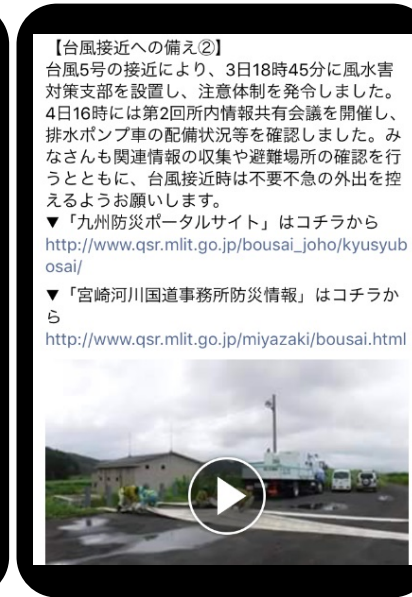 【台風接近への備え②】
台風5号の接近により、3日18時45分に風水害
対策支部を設置し、注意体制を発令しました。
4日16時には第2回所内情報共有会議を開催し、
排水ポンプ車の配備状況等を確認しました。み
なさんも関連情報の収集や避難場所の確認を行
うとともに、台風接近時は不要不急の外出を控
えるようお願いします。
▼「九州防災ポータルサイト」はコチラから
http://www.qsr.mlit.go.jp/bousai_joho/kyusyub
osai/
▼「宮崎河川国道事務所防災情報」はコチラか
ら
http://www.qsr.mlit.go.jp/miyazaki/bousai.html